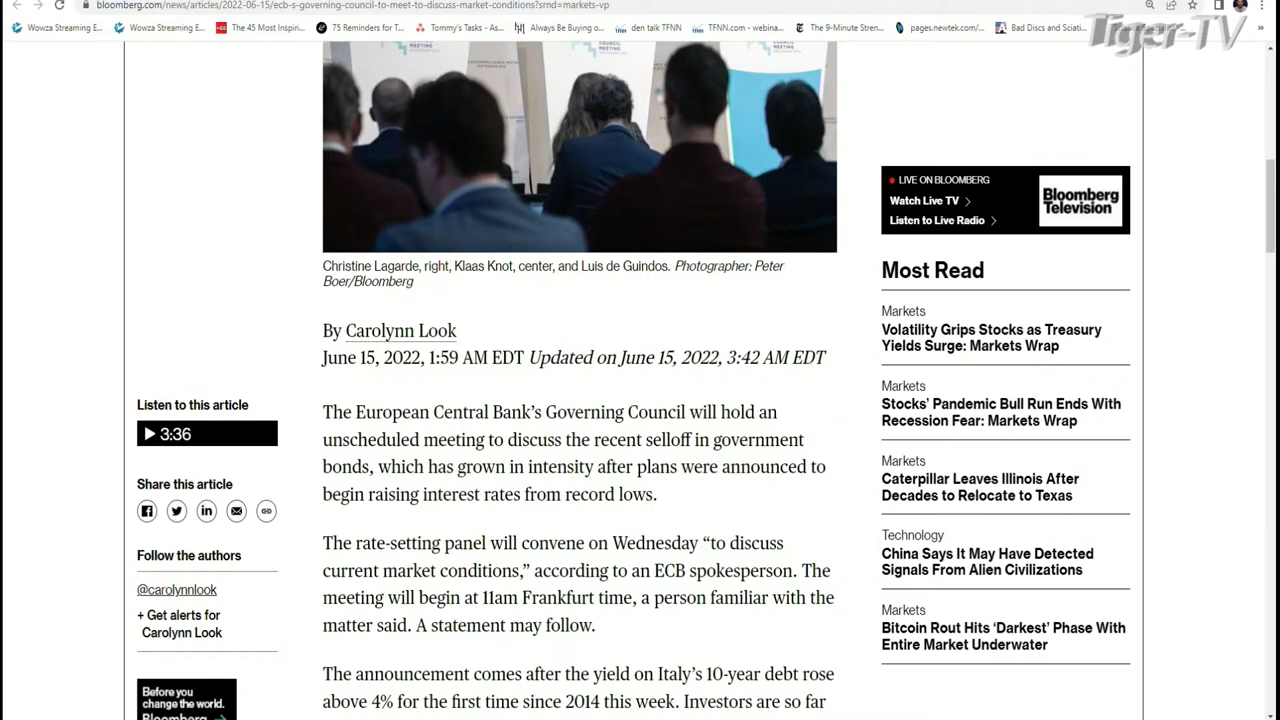 bloomberg.com/news/articles/2022-06-15/ecb-s-governing-council-to-meet-to-discuss-market-conditions?srnd=markets-vp
Wowza Streaming E...
Wowza Streaming E...
The 45 Most Inspiri...
75 Reminders for T...
Tommy's Tasks - As...
Always Be Buying o...
den talk TFNN
TFNN.com - webina...
The 9-Minute Stren...
pages.newtek.com/...
Bad Discs and Sciati...
Tiger-TV
MEETING
COUNCIL
MEETING
Christine Lagarde, right, Klaas Knot, center, and Luis de Guindos. Photographer: Peter
Boer/Bloomberg
By Carolynn Look
June 15, 2022, 1:59 AM EDT Updated on June 15, 2022, 3:42 AM EDT
Listen to this article
3:36
Share this article
Follow the authors
@carolynnlook
+ Get alerts for
Carolynn Look
Before you
change the world.
Bloomberg
The European Central Bank’s Governing Council will hold an
unscheduled meeting to discuss the recent selloff in government
bonds, which has grown in intensity after plans were announced to
begin raising interest rates from record lows.
The rate-setting panel will convene on Wednesday “to discuss
current market conditions,” according to an ECB spokesperson. The
meeting will begin at 11am Frankfurt time, a person familiar with the
matter said. A statement may follow.
The announcement comes after the yield on Italy’s 10-year debt rose
above 4% for the first time since 2014 this week. Investors are so far
LIVE ON BLOOMBERG
Watch Live TV
Listen to Live Radio
Bloomberg
Television
Most Read
Markets
Volatility Grips Stocks as Treasury
Yields Surge: Markets Wrap
Markets
Stocks’ Pandemic Bull Run Ends With
Recession Fear: Markets Wrap
Markets
Caterpillar Leaves Illinois After
Decades to Relocate to Texas
Technology
China Says It May Have Detected
Signals From Alien Civilizations
Markets
Bitcoin Rout Hits ‘Darkest’ Phase With
Entire Market Underwater